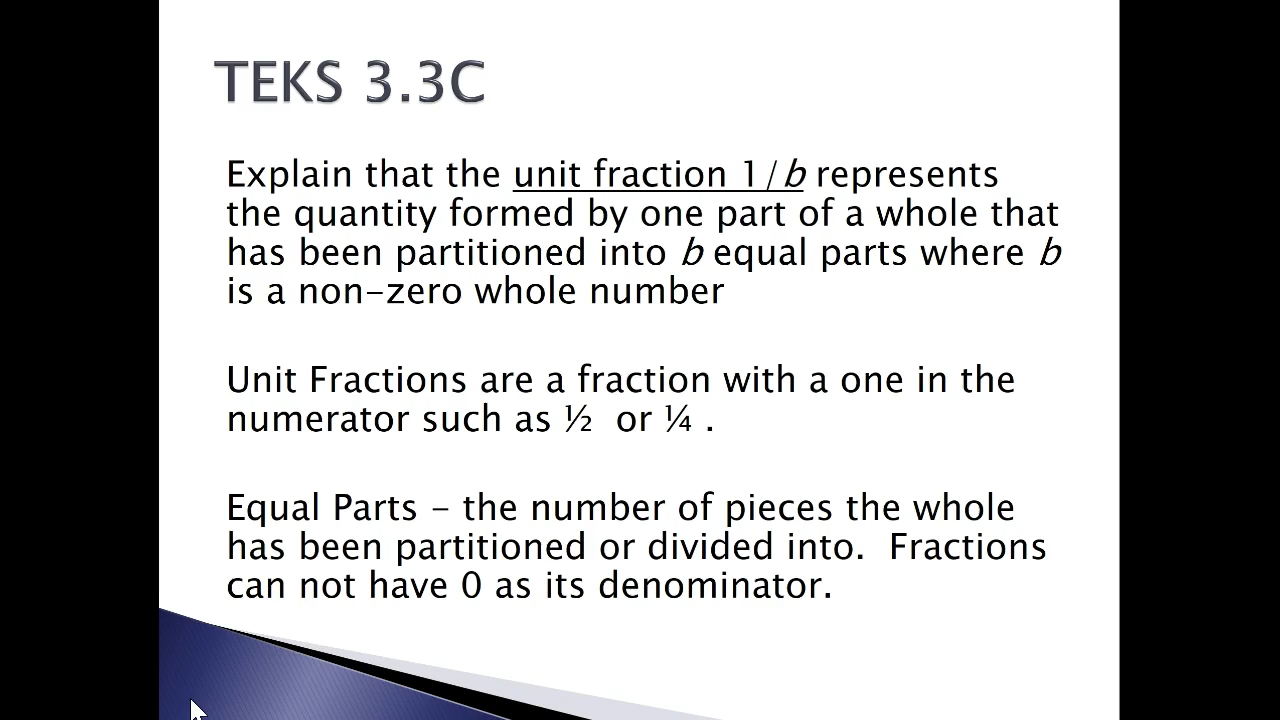 TEKS 3.3C
Explain that the unit fraction 1/b represents
the quantity formed by one part of a whole that
has been partitioned into b equal parts where b
is a non-zero whole number
Unit Fractions are a fraction with a one in the
numerator such as ½  or ¼ .
Equal Parts – the number of pieces the whole
has been partitioned or divided into.  Fractions
can not have 0 as its denominator.